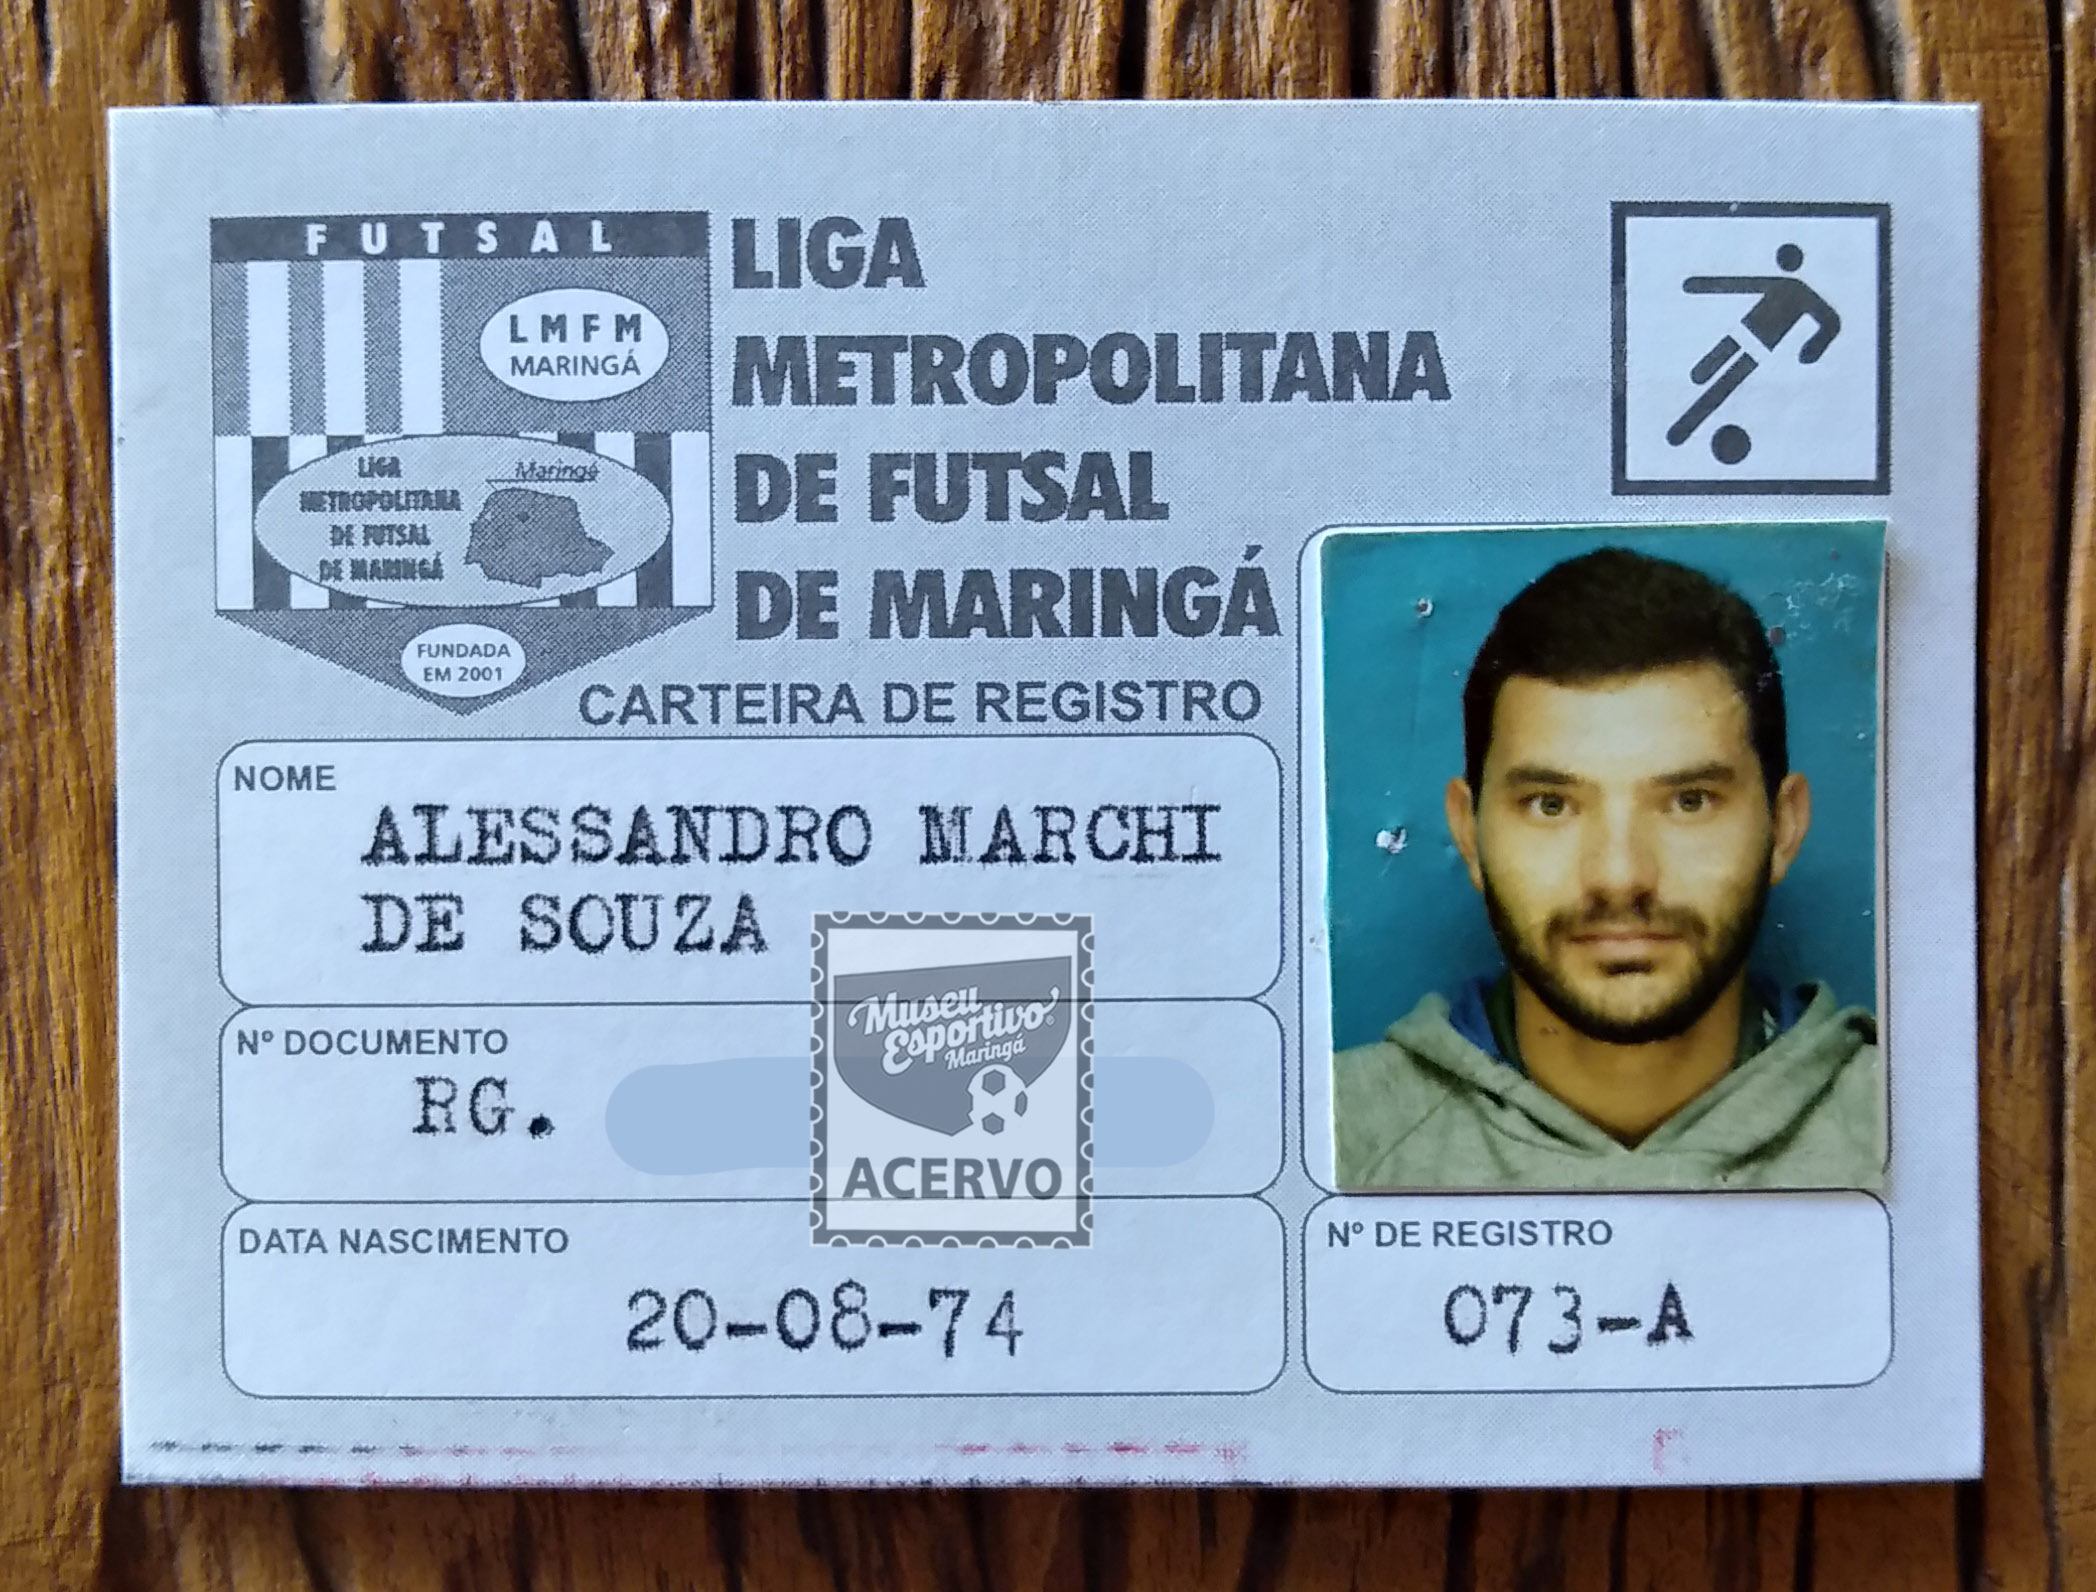 FUTSAL
LMFM
MARINGÁ
LIGA
METROPOLITANA
DE FUTSAL
DE MARINGÁ
Maringá
FUNDADA
EM 2001
LIGA
METROPOLITANA
DE FUTSAL
DE MARINGÁ
CARTEIRA DE REGISTRO
NOME
ALESSANDRO MARCHI
DE SOUZA
Nº DOCUMENTO
RG.
Museu
Esportivo
Maringá
ACERVO
DATA NASCIMENTO
20-08-74
Nº DE REGISTRO
073-A